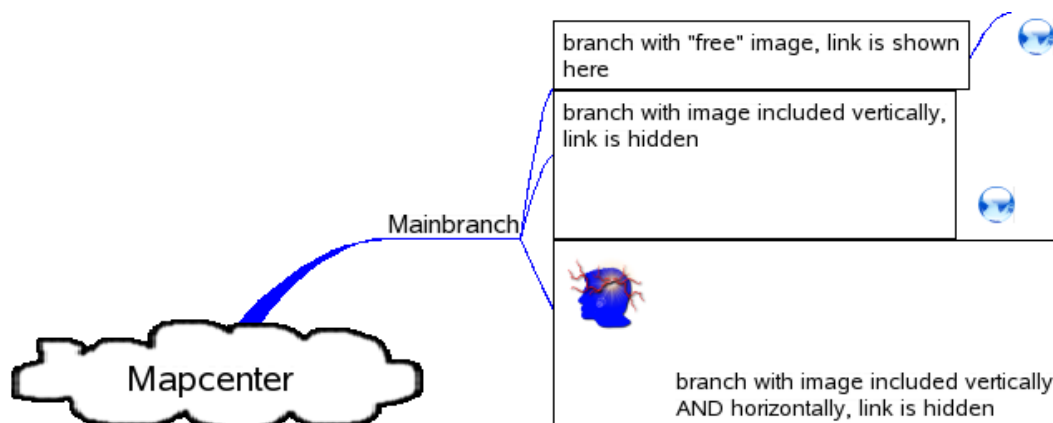 branch with "free" image, link is shown
here
branch with image included vertically,
link is hidden
Mainbranch
Mapcenter
branch with image included vertically
AND horizontally, link is hidden